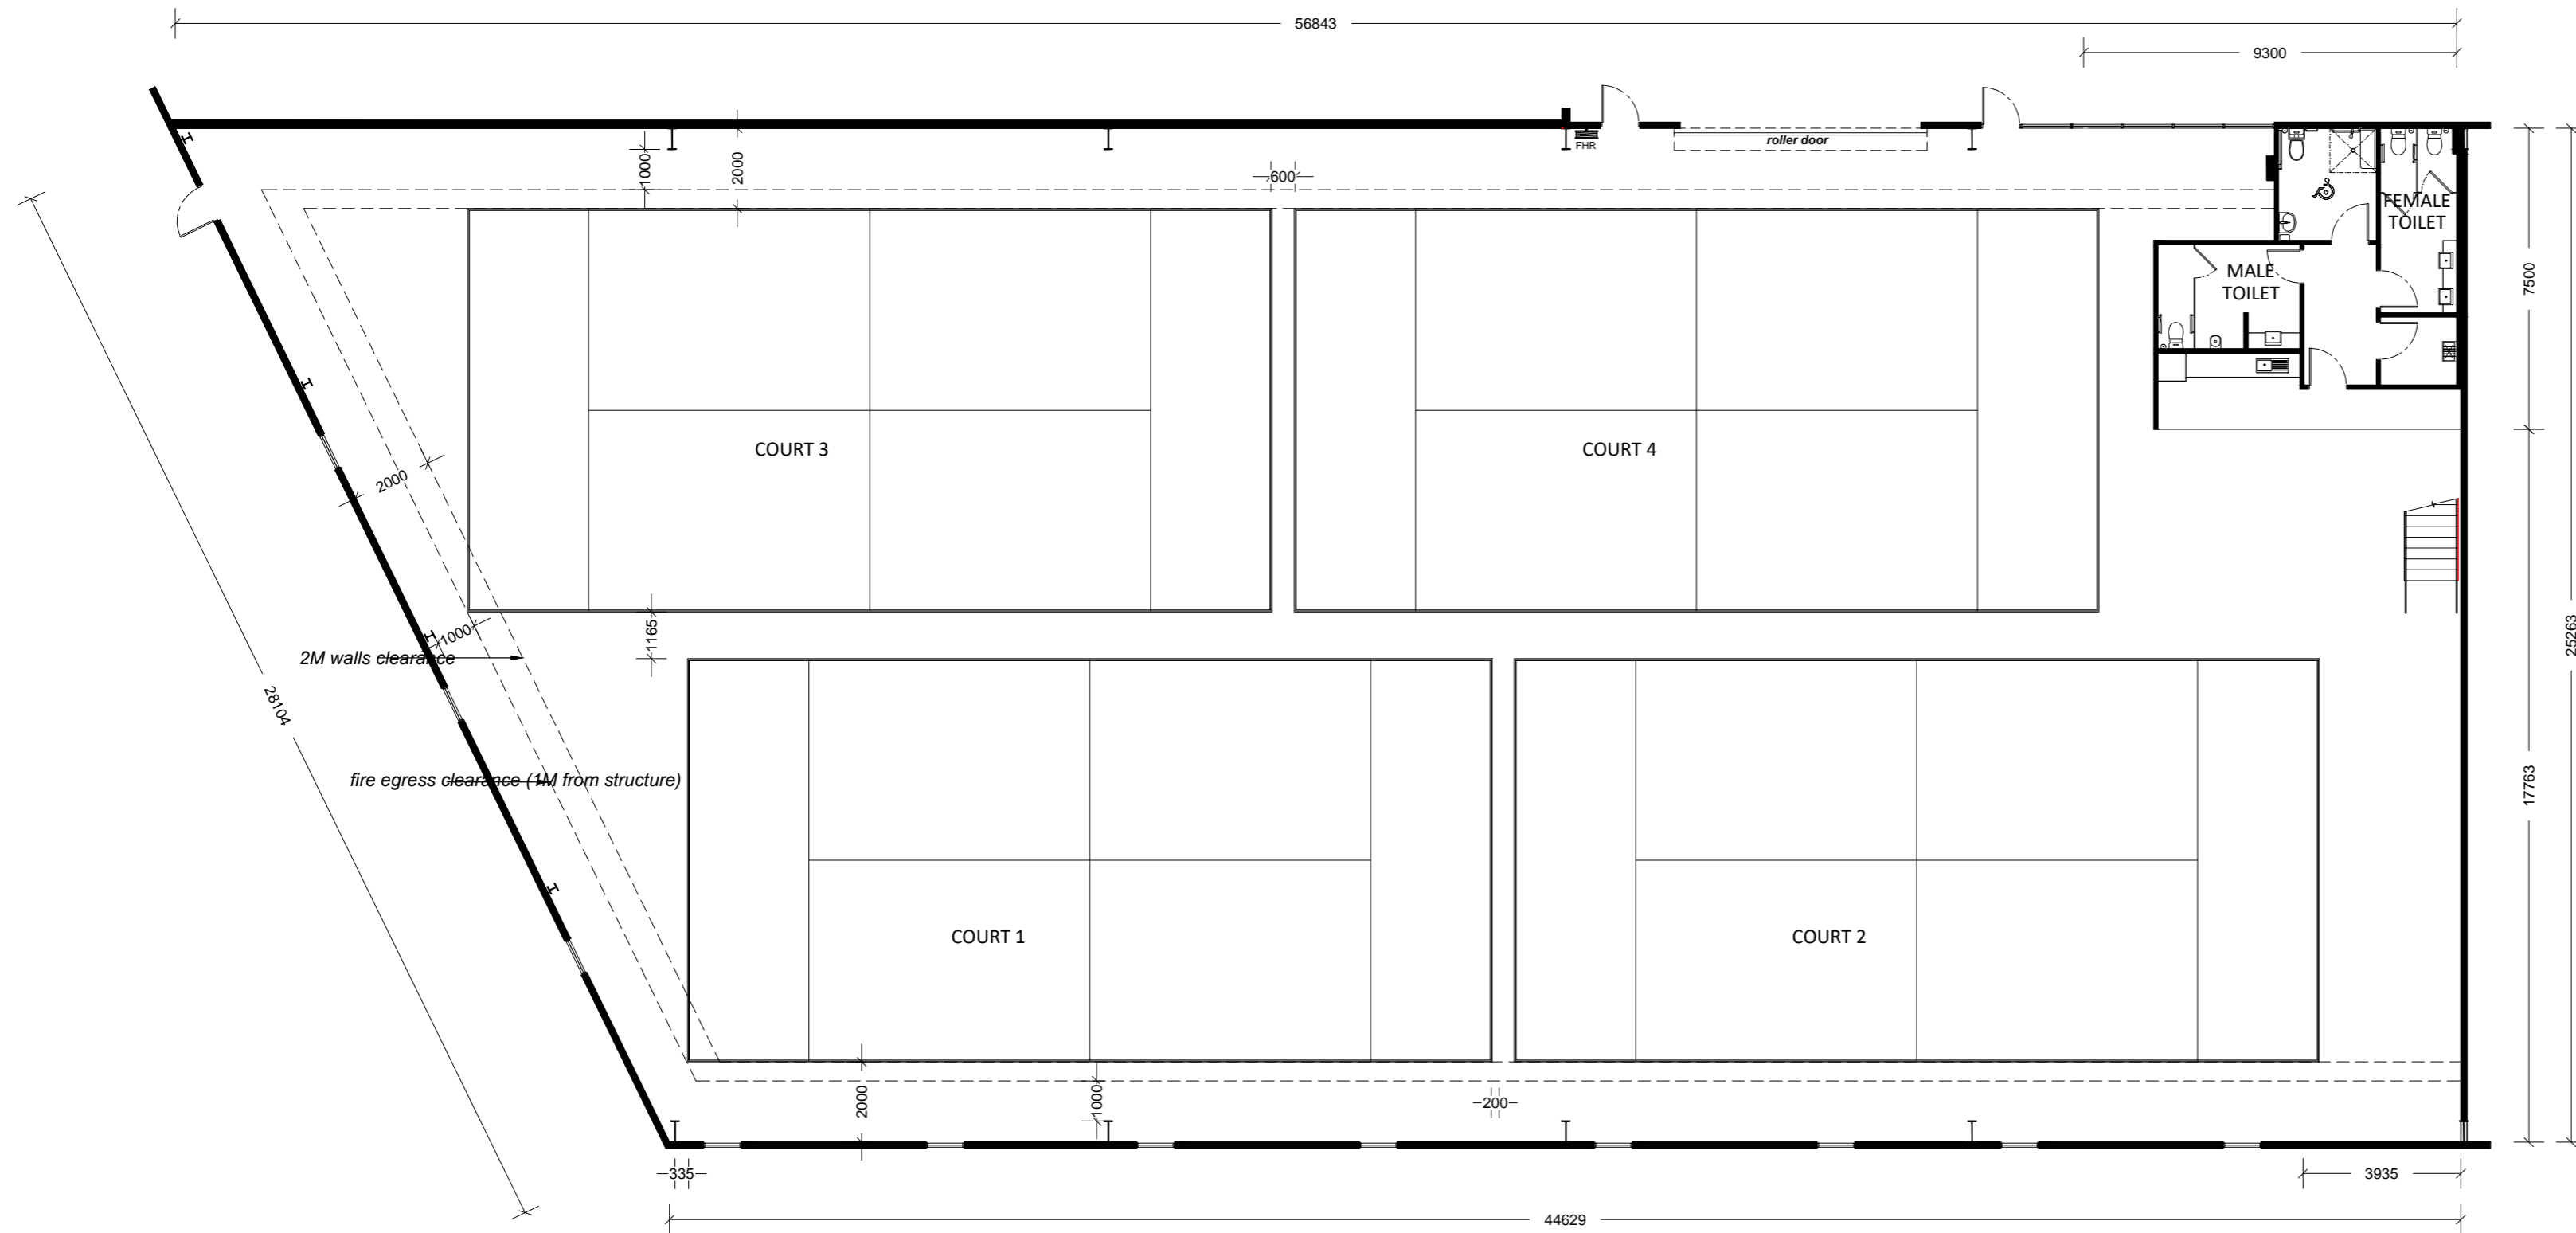 56843
9300
roller door
FHR
1000
2000
600
FEMALE
TOILET
MALE
TOILET
7500
COURT 3
COURT 4
2000
1165
1000
2M walls clearance
25263
28104
fire egress clearance (1M from structure)
17763
COURT 1
COURT 2
2000
1000
200
335
3935
44629